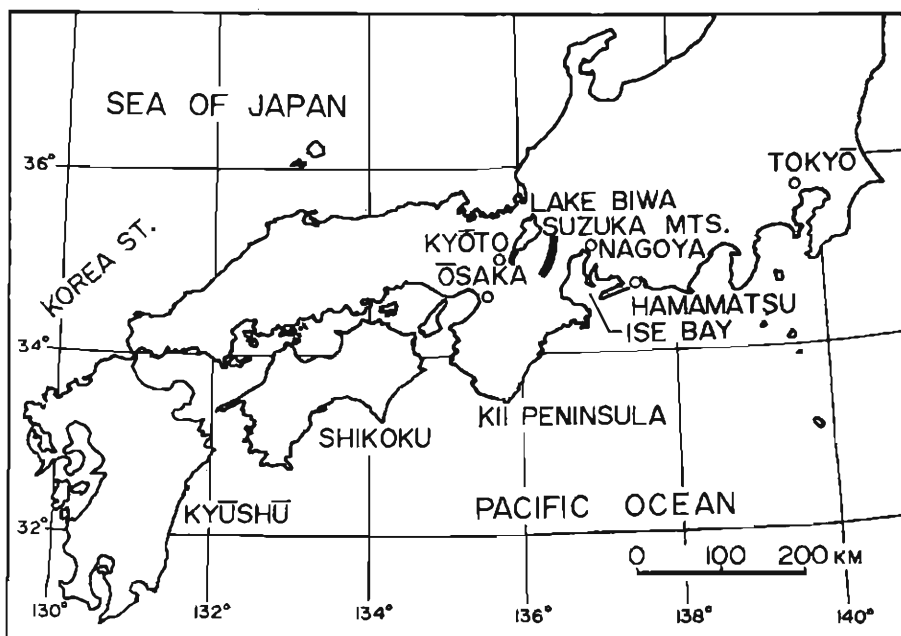 SEA OF JAPAN
36°
TOKYŌ
LAKE BIWA
SUZUKA MTS.
KYŌTO
NAGOYA
KOREA ST.
ŌSAKA
HAMAMATSU
ISE BAY
34°
KII PENINSULA
SHIKOKU
KYŪSHŪ
PACIFIC OCEAN
32°
0 100 200 KM
130° 132° 134° 136° 138° 140°